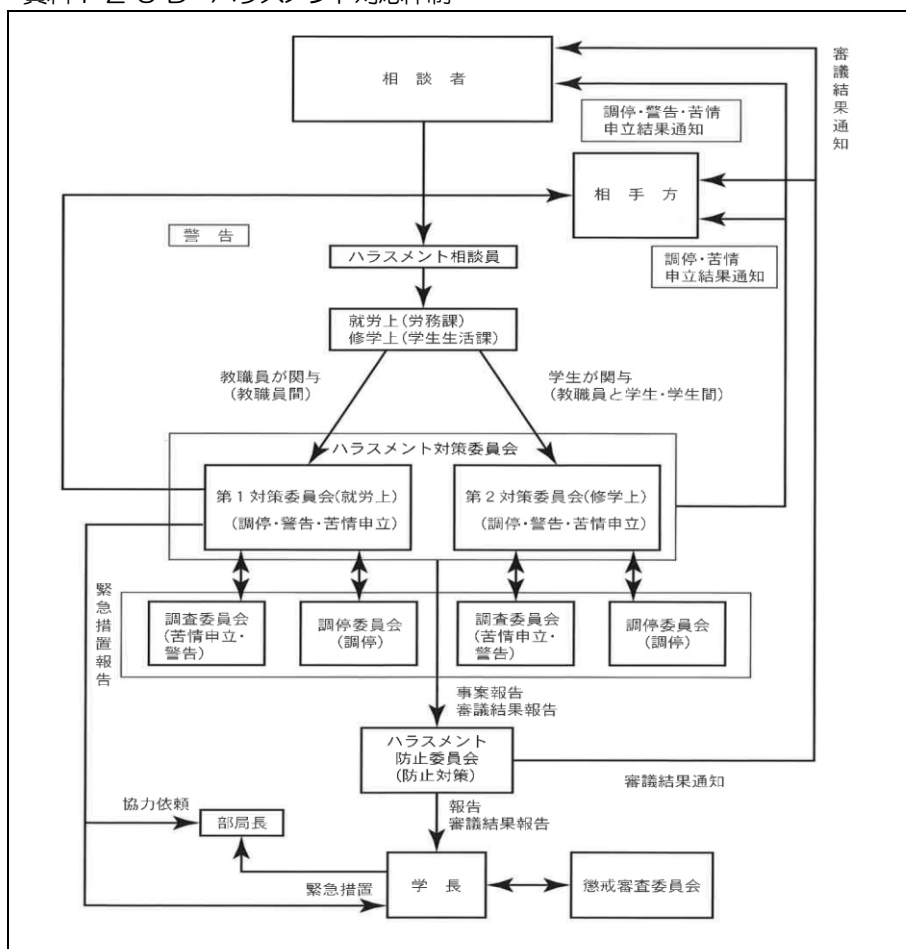 相談者
審議結果通知
調停・警告・苦情
申立結果通知
相手方
警告
調停・苦情
申立結果通知
ハラスメント相談員
就労上(労務課)
修学上(学生生活課)
教職員が関与
(教職員間)
学生が関与
(教職員と学生・学生間)
ハラスメント対策委員会
第1対策委員会(就労上)
(調停・警告・苦情申立)
第2対策委員会(修学上)
(調停・警告・苦情申立)
緊急措置報告
調査委員会
(苦情申立・
警告)
調停委員会
(調停)
調査委員会
(苦情申立・
警告)
調停委員会
(調停)
事案報告
審議結果報告
ハラスメント
防止委員会
(防止対策)
審議結果通知
協力依頼
部局長
報告
審議結果報告
緊急措置
学長
懲戒審査委員会